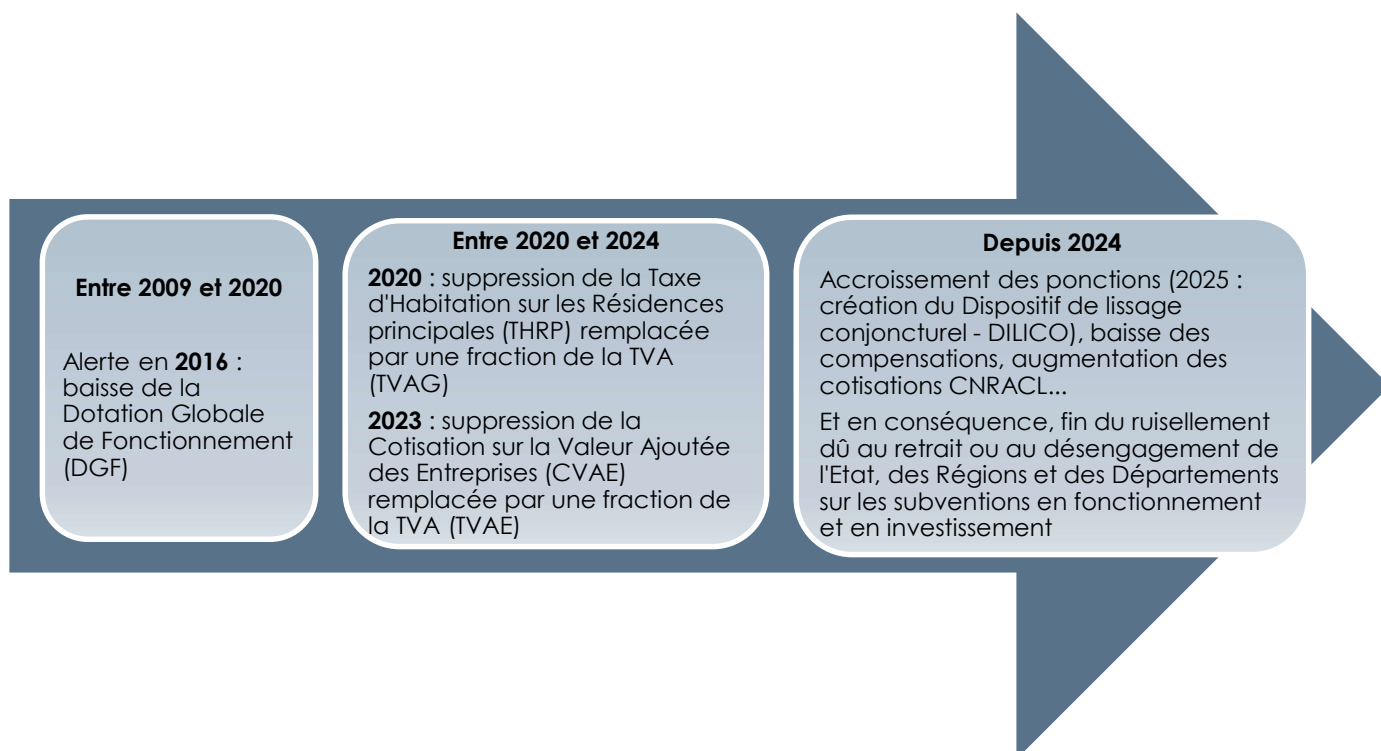 Entre 2009 et 2020
Alerte en 2016 :
baisse de la
Dotation Globale
de Fonctionnement
(DGF)
Entre 2020 et 2024
2020 : suppression de la Taxe
d'Habitation sur les Résidences
principales (THRP) remplacée
par une fraction de la TVA
(TVAG)
2023 : suppression de la
Cotisation sur la Valeur Ajoutée
des Entreprises (CVAE)
remplacée par une fraction de
la TVA (TVAE)
Depuis 2024
Accroissement des ponctions (2025 :
création du Dispositif de lissage
conjoncturel - DILICO), baisse des
compensations, augmentation des
cotisations CNRACL...
Et en conséquence, fin du ruisellement
dû au retrait ou au désengagement de
l'Etat, des Régions et des Départements
sur les subventions en fonctionnement
et en investissement